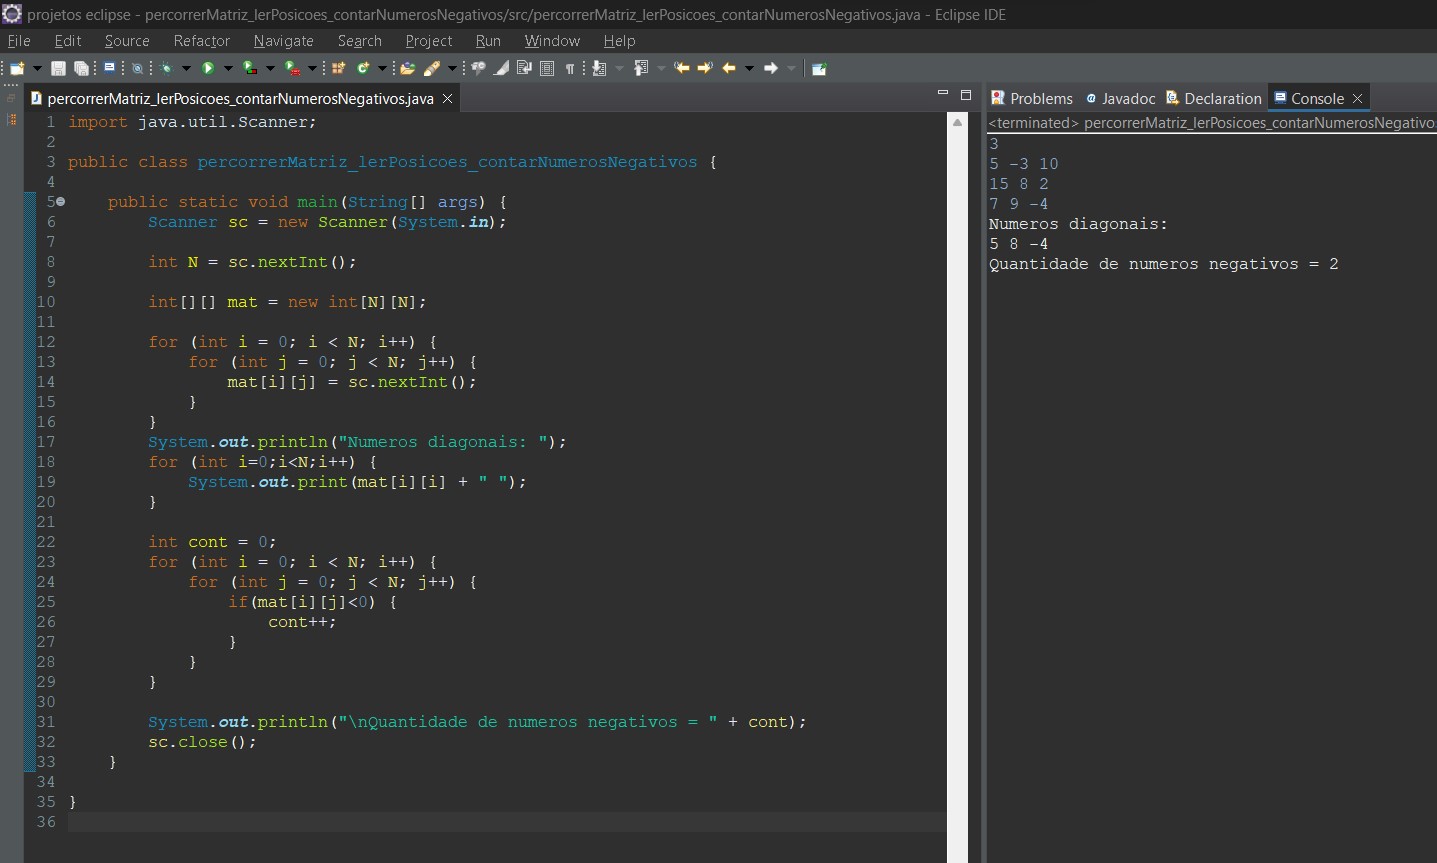 projetos eclipse - percorrerMatriz_lerPosicoes_contarNumerosNegativos/src/percorrerMatriz_lerPosicoes_contarNumerosNegativos.java - Eclipse IDE
File Edit Source Refactor Navigate Search Project Run Window Help
percorrerMatriz_lerPosicoes_contarNumerosNegativos.java
1 import java.util.Scanner;
2
3 public class percorrerMatriz_lerPosicoes_contarNumerosNegativos {
4
5     public static void main(String[] args) {
6         Scanner sc = new Scanner(System.in);
7
8         int N = sc.nextInt();
9
10         int[][] mat = new int[N][N];
11
12         for (int i = 0; i < N; i++) {
13             for (int j = 0; j < N; j++) {
14                 mat[i][j] = sc.nextInt();
15             }
16         }
17         System.out.println("Numeros diagonais: ");
18         for (int i=0;i<N;i++) {
19             System.out.print(mat[i][i] + " ");
20         }
21
22         int cont = 0;
23         for (int i = 0; i < N; i++) {
24             for (int j = 0; j < N; j++) {
25                 if(mat[i][j]<0) {
26                     cont++;
27                 }
28             }
29         }
30
31         System.out.println("\nQuantidade de numeros negativos = " + cont);
32         sc.close();
33     }
34
35 }
36
Problems Javadoc Declaration Console
<terminated> percorrerMatriz_lerPosicoes_contarNumerosNegativo
3
5 -3 10
15 8 2
7 9 -4
Numeros diagonais:
5 8 -4
Quantidade de numeros negativos = 2